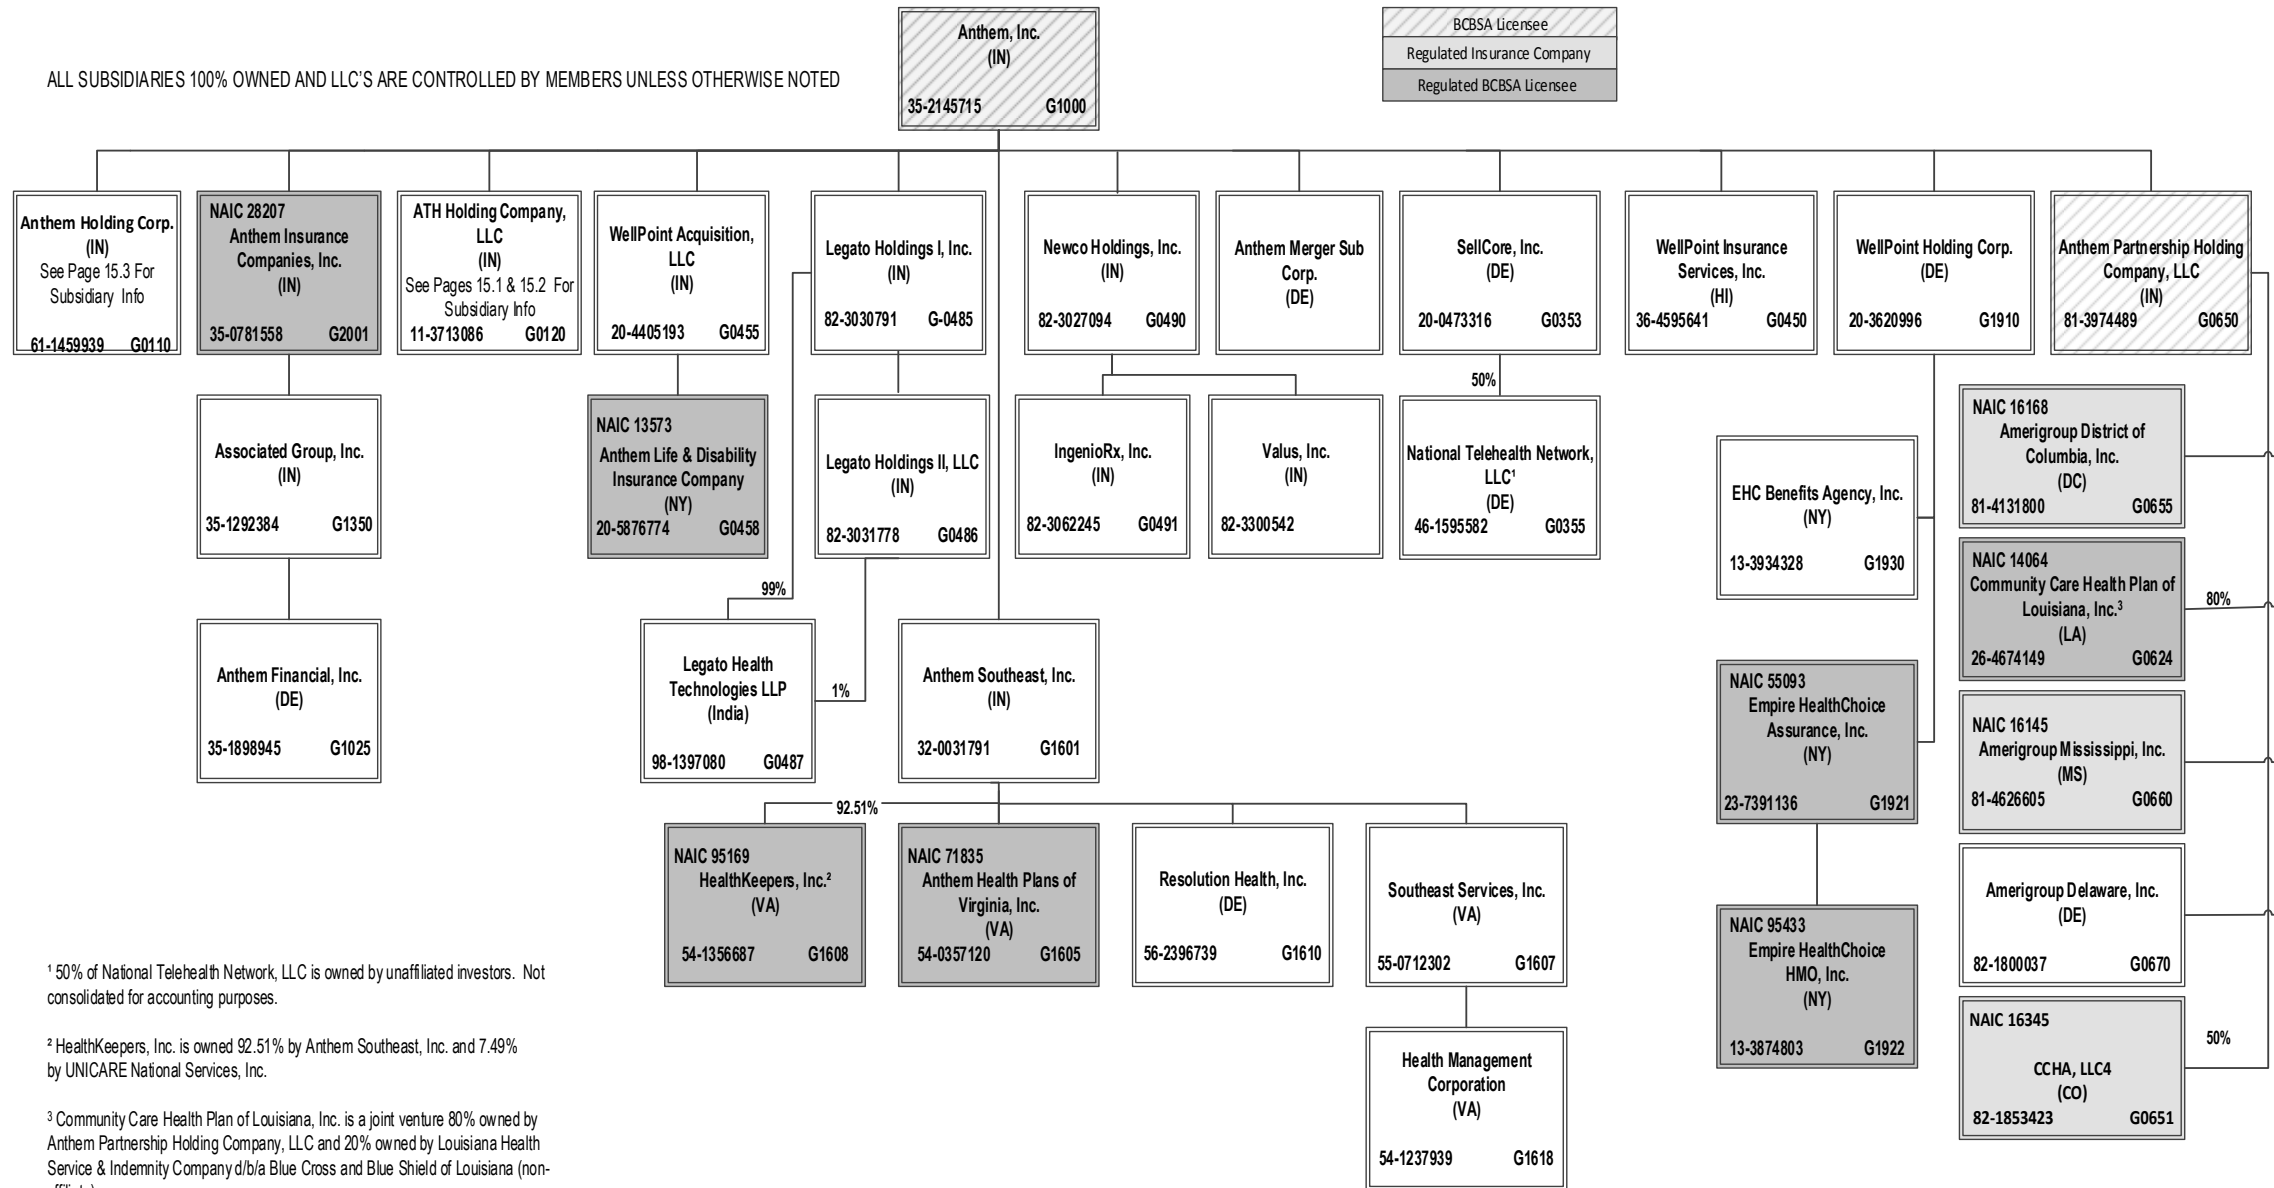 Anthem, Inc.
(IN)
35-2145715 G1000
BCBSA Licensee
Regulated Insurance Company
Regulated BCBSA Licensee
ALL SUBSIDIARIES 100% OWNED AND LLC'S ARE CONTROLLED BY MEMBERS UNLESS OTHERWISE NOTED
Anthem Holding Corp.
(IN)
See Page 15.3 For
Subsidiary Info
61-1459939 G0110
NAIC 28207
Anthem Insurance
Companies, Inc.
(IN)
35-0781558 G2001
ATH Holding Company,
LLC
(IN)
See Pages 15.1 & 15.2 For
Subsidiary Info
11-3713086 G0120
WellPoint Acquisition,
LLC
(IN)
20-4405193 G0455
Legato Holdings I, Inc.
(IN)
82-3030791 G-0485
Newco Holdings, Inc.
(IN)
82-3027094 G0490
Anthem Merger Sub
Corp.
(DE)
SellCore, Inc.
(DE)
20-0473316 G0353
WellPoint Insurance
Services, Inc.
(HI)
36-4595641 G0450
WellPoint Holding Corp.
(DE)
20-3620996 G1910
Anthem Partnership Holding
Company, LLC
(IN)
81-3974489 G0650
50%
Associated Group, Inc.
(IN)
35-1292384 G1350
NAIC 13573
Anthem Life & Disability
Insurance Company
(NY)
20-5876774 G0458
Legato Holdings II, LLC
(IN)
82-3031778 G0486
IngenioRx, Inc.
(IN)
82-3062245 G0491
Valus, Inc.
(IN)
82-3300542
National Telehealth Network,
LLC¹
(DE)
46-1595582 G0355
EHC Benefits Agency, Inc.
(NY)
13-3934328 G1930
NAIC 16168
Amerigroup District of
Columbia, Inc.
(DC)
81-4131800 G0655
NAIC 14064
Community Care Health Plan of
Louisiana, Inc.³
(LA)
26-4674149 G0624
80%
99%
Anthem Financial, Inc.
(DE)
35-1898945 G1025
Legato Health
Technologies LLP
(India)
98-1397080 G0487
1%
Anthem Southeast, Inc.
(IN)
32-0031791 G1601
NAIC 55093
Empire HealthChoice
Assurance, Inc.
(NY)
23-7391136 G1921
NAIC 16145
Amerigroup Mississippi, Inc.
(MS)
81-4626605 G0660
92.51%
NAIC 95169
HealthKeepers, Inc.²
(VA)
54-1356687 G1608
NAIC 71835
Anthem Health Plans of
Virginia, Inc.
(VA)
54-0357120 G1605
Resolution Health, Inc.
(DE)
56-2396739 G1610
Southeast Services, Inc.
(VA)
55-0712302 G1607
NAIC 95433
Empire HealthChoice
HMO, Inc.
(NY)
13-3874803 G1922
Amerigroup Delaware, Inc.
(DE)
82-1800037 G0670
NAIC 16345
CCHA, LLC4
(CO)
82-1853423 G0651
50%
Health Management
Corporation
(VA)
54-1237939 G1618
¹ 50% of National Telehealth Network, LLC is owned by unaffiliated investors. Not
consolidated for accounting purposes.
² HealthKeepers, Inc. is owned 92.51% by Anthem Southeast, Inc. and 7.49%
by UNICARE National Services, Inc.
³ Community Care Health Plan of Louisiana, Inc. is a joint venture 80% owned by
Anthem Partnership Holding Company, LLC and 20% owned by Louisiana Health
Service & Indemnity Company d/b/a Blue Cross and Blue Shield of Louisiana (non-